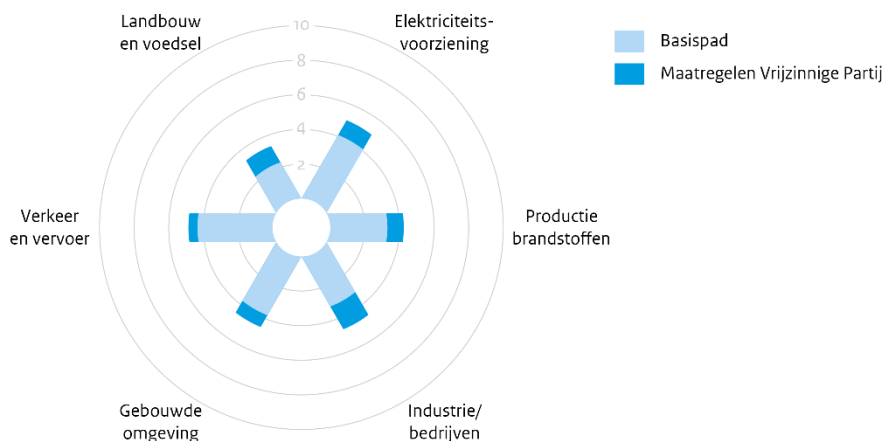 Landbouw
en voedsel
10
8
6
4
2
Elektriciteits-
voorziening
Basispad
Maatregelen Vrijzinnige Partij
Verkeer
en vervoer
Productie
brandstoffen
Gebouwde
omgeving
Industrie/
bedrijven